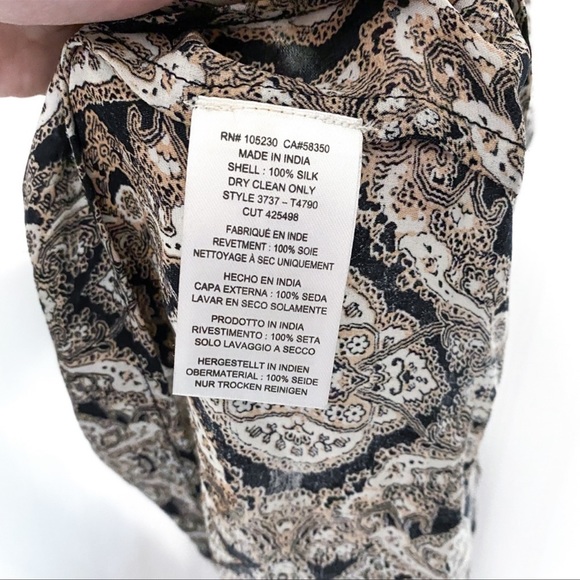 RN# 105230 CA#58350
MADE IN INDIA
SHELL : 100% SILK
DRY CLEAN ONLY
STYLE 3737 – T4790
CUT 425498
FABRIQUÉ EN INDE
REVETMENT : 100% SOIE
NETTOYAGE À SEC UNIQUEMENT
HECHO EN INDIA
CAPA EXTERNA : 100% SEDA
LAVAR EN SECO SOLAMENTE
PRODOTTO IN INDIA
RIVESTIMENTO : 100% SETA
SOLO LAVAGGIO A SECCO
HERGESTELLT IN INDIEN
OBERMATERIAL : 100% SEIDE
NUR TROCKEN REINIGEN